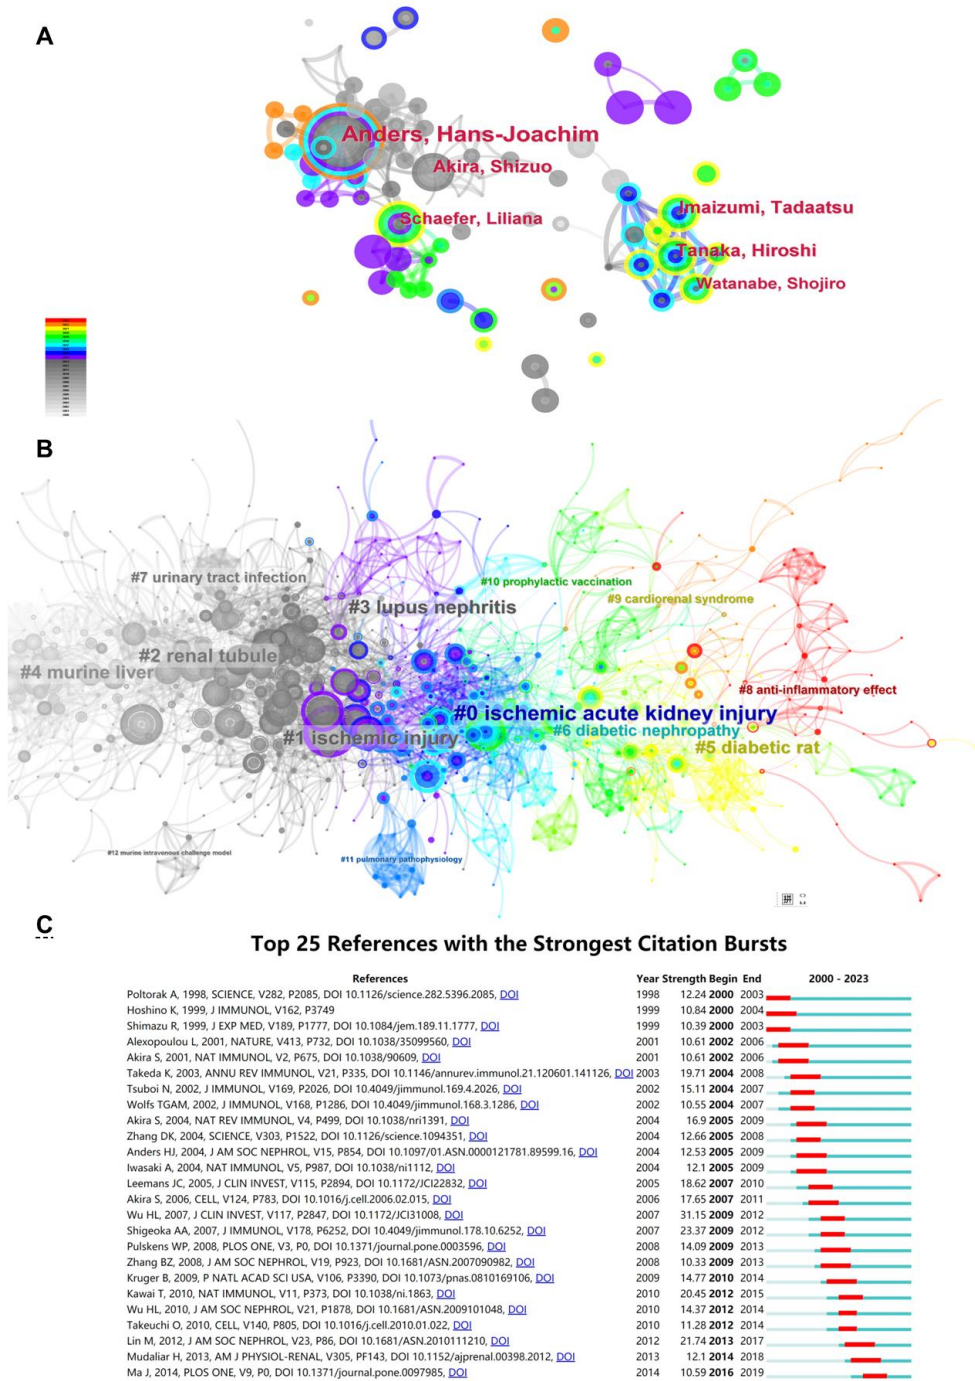 A
Anders, Hans-Joachim
Akira, Shizuo
Schaefer, Liliana
Imaizumi, Tadaatsu
Tanaka, Hiroshi
Watanabe, Shojiro
B
#7 urinary tract infection
#10 prophylactic vaccination
#3 lupus nephritis
#9 cardiorenal syndrome
#2 renal tubule
#4 murine liver
#8 anti-inflammatory effect
#0 ischemic acute kidney injury
#6 diabetic nephropathy
#1 ischemic injury
#5 diabetic rat
#12 murine intravenous challenge model
#11 pulmonary pathophysiology
C
Top 25 References with the Strongest Citation Bursts
References Year Strength Begin End 2000 - 2023
Poltorak A, 1998, SCIENCE, V282, P2085, DOI 10.1126/science.282.5396.2085, DOI 1998 12.24 2000 2003
Hoshino K, 1999, J IMMUNOL, V162, P3749 1999 10.84 2000 2004
Shimazu R, 1999, J EXP MED, V189, P1777, DOI 10.1084/jem.189.11.1777, DOI 1999 10.39 2000 2003
Alexopoulou L, 2001, NATURE, V413, P732, DOI 10.1038/35099560, DOI 2001 10.61 2002 2006
Akira S, 2001, NAT IMMUNOL, V2, P675, DOI 10.1038/90609, DOI 2001 10.61 2002 2006
Takeda K, 2003, ANNU REV IMMUNOL, V21, P335, DOI 10.1146/annurev.immunol.21.120601.141126, DOI 2003 19.71 2004 2008
Tsuboi N, 2002, J IMMUNOL, V169, P2026, DOI 10.4049/jimmunol.169.4.2026, DOI 2002 15.11 2004 2007
Wolfs TGAM, 2002, J IMMUNOL, V168, P1286, DOI 10.4049/jimmunol.168.3.1286, DOI 2002 10.55 2004 2007
Akira S, 2004, NAT REV IMMUNOL, V4, P499, DOI 10.1038/nri1391, DOI 2004 16.9 2005 2009
Zhang DK, 2004, SCIENCE, V303, P1522, DOI 10.1126/science.1094351, DOI 2004 12.66 2005 2008
Anders HJ, 2004, J AM SOC NEPHROL, V15, P854, DOI 10.1097/01.ASN.0000121781.89599.16, DOI 2004 12.53 2005 2009
Iwasaki A, 2004, NAT IMMUNOL, V5, P987, DOI 10.1038/ni1112, DOI 2004 12.1 2005 2009
Leemans JC, 2005, J CLIN INVEST, V115, P2894, DOI 10.1172/JCI22832, DOI 2005 18.62 2007 2010
Akira S, 2006, CELL, V124, P783, DOI 10.1016/j.cell.2006.02.015, DOI 2006 17.65 2007 2011
Wu HL, 2007, J CLIN INVEST, V117, P2847, DOI 10.1172/JCI31008, DOI 2007 31.15 2009 2012
Shigeoka AA, 2007, J IMMUNOL, V178, P6252, DOI 10.4049/jimmunol.178.10.6252, DOI 2007 23.37 2009 2012
Pulskens WP, 2008, PLOS ONE, V3, P0, DOI 10.1371/journal.pone.0003596, DOI 2008 14.09 2009 2013
Zhang BZ, 2008, J AM SOC NEPHROL, V19, P923, DOI 10.1681/ASN.2007090982, DOI 2008 10.33 2009 2013
Kruger B, 2009, P NATL ACAD SCI USA, V106, P3390, DOI 10.1073/pnas.0810169106, DOI 2009 14.77 2010 2014
Kawai T, 2010, NAT IMMUNOL, V11, P373, DOI 10.1038/ni.1863, DOI 2010 20.45 2012 2015
Wu HL, 2010, J AM SOC NEPHROL, V21, P1878, DOI 10.1681/ASN.2009101048, DOI 2010 14.37 2012 2014
Takeuchi O, 2010, CELL, V140, P805, DOI 10.1016/j.cell.2010.01.022, DOI 2010 11.28 2012 2014
Lin M, 2012, J AM SOC NEPHROL, V23, P86, DOI 10.1681/ASN.2010111210, DOI 2012 21.74 2013 2017
Mudaliar H, 2013, AM J PHYSIOL-RENAL, V305, PF143, DOI 10.1152/ajprenal.00398.2012, DOI 2013 12.1 2014 2018
Ma J, 2014, PLOS ONE, V9, P0, DOI 10.1371/journal.pone.0097985, DOI 2014 10.59 2016 2019